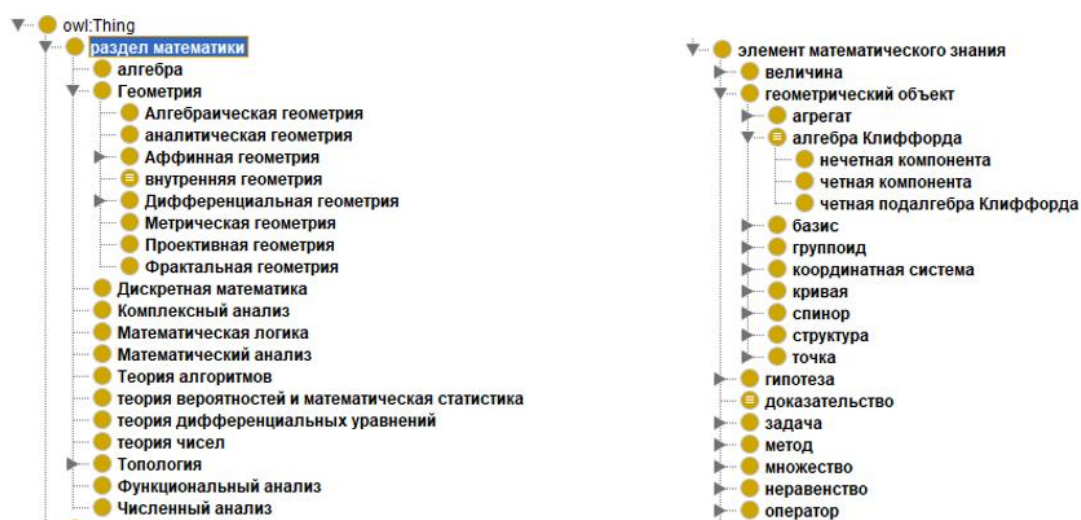 owl:Thing
раздел математики
алгебра
Геометрия
Алгебраическая геометрия
аналитическая геометрия
Аффинная геометрия
внутренняя геометрия
Дифференциальная геометрия
Метрическая геометрия
Проективная геометрия
Фрактальная геометрия
Дискретная математика
Комплексный анализ
Математическая логика
Математический анализ
Теория алгоритмов
теория вероятностей и математическая статистика
теория дифференциальных уравнений
теория чисел
Топология
Функциональный анализ
Численный анализ
элемент математического знания
величина
геометрический объект
агрегат
алгебра Клиффорда
нечетная компонента
четная компонента
четная подалгебра Клиффорда
базис
группоид
координатная система
кривая
спинор
структура
точка
гипотеза
доказательство
задача
метод
множество
неравенство
оператор